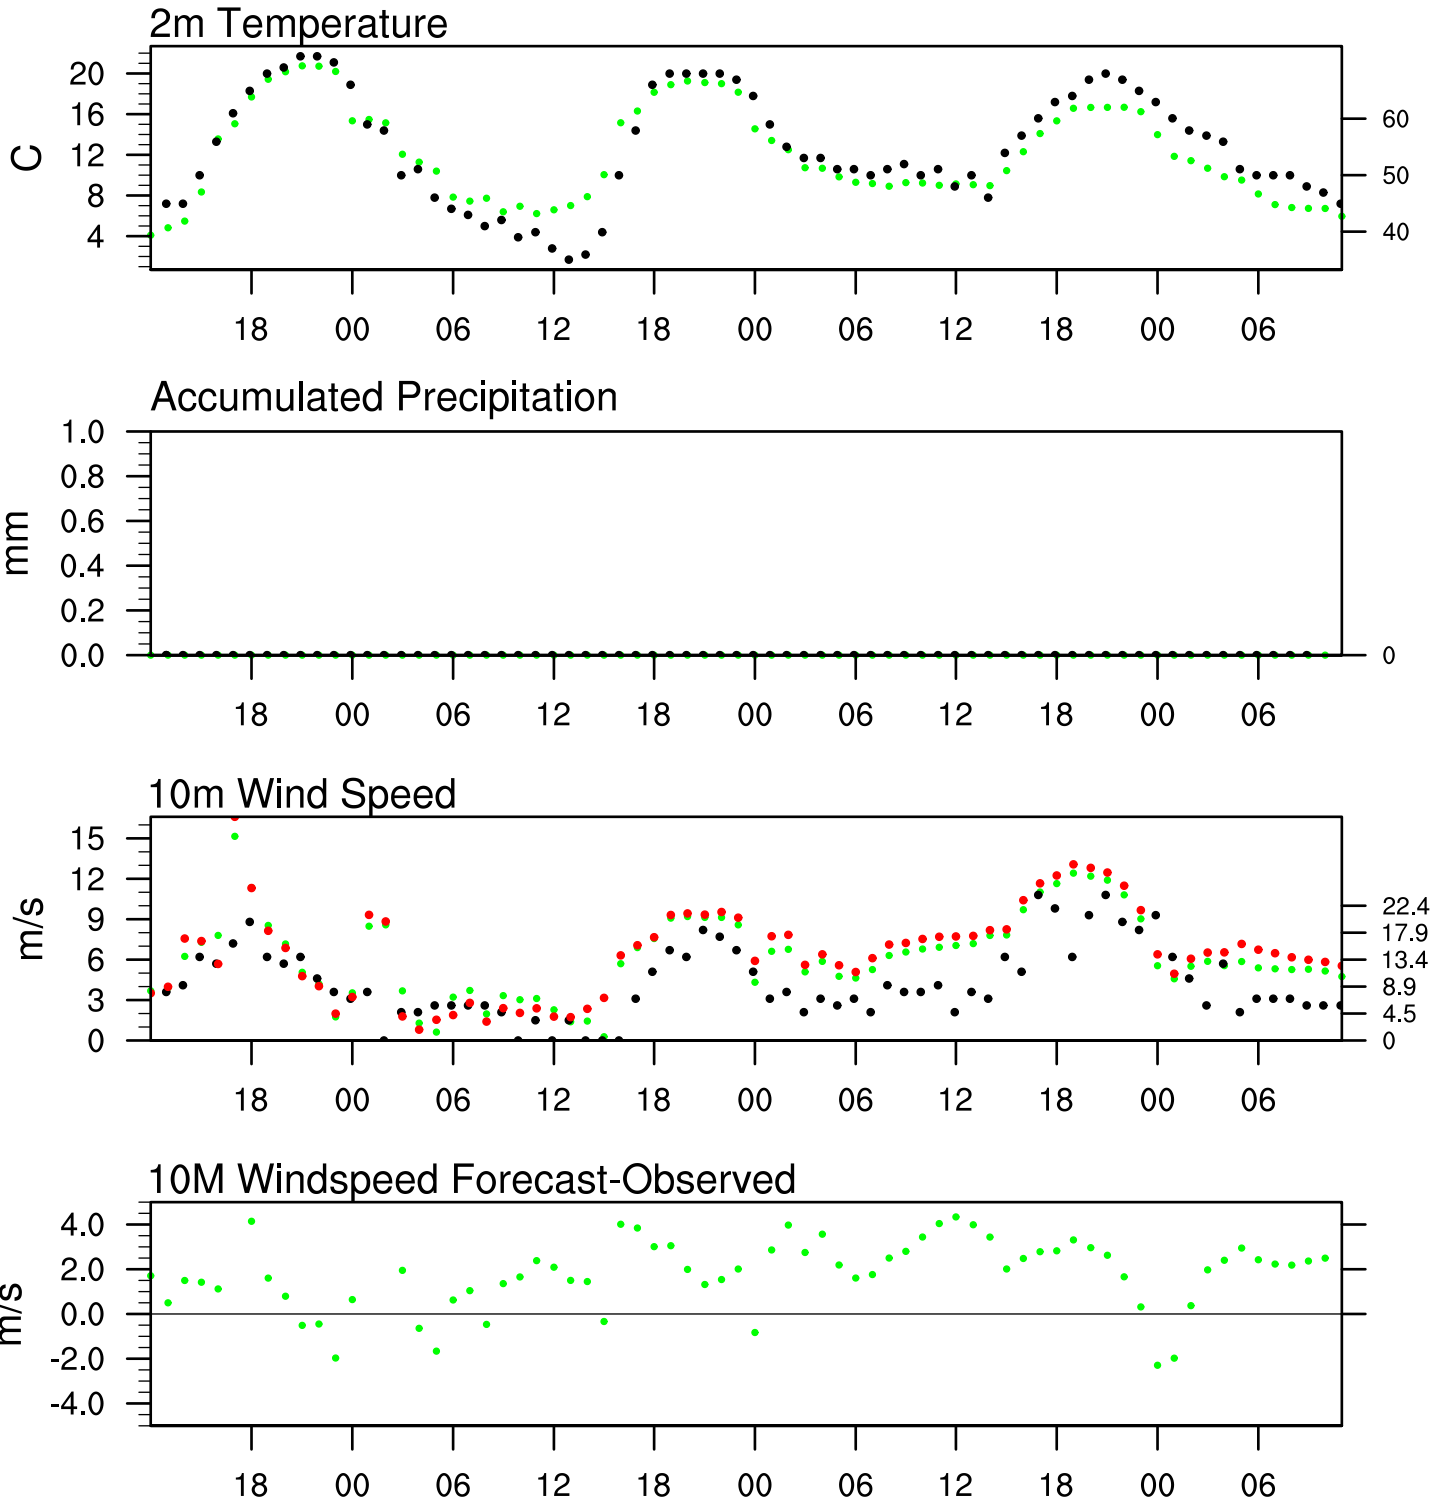 2m Temperature
20
16
12
8
4
C
60
50
40
18 00 06 12 18 00 06 12 18 00 06
Accumulated Precipitation
1.0
0.8
0.6
0.4
0.2
0.0
mm
0
18 00 06 12 18 00 06 12 18 00 06
10m Wind Speed
15
12
9
6
3
0
m/s
22.4
17.9
13.4
8.9
4.5
0
18 00 06 12 18 00 06 12 18 00 06
10M Windspeed Forecast-Observed
4.0
2.0
0.0
-2.0
-4.0
m/s
18 00 06 12 18 00 06 12 18 00 06